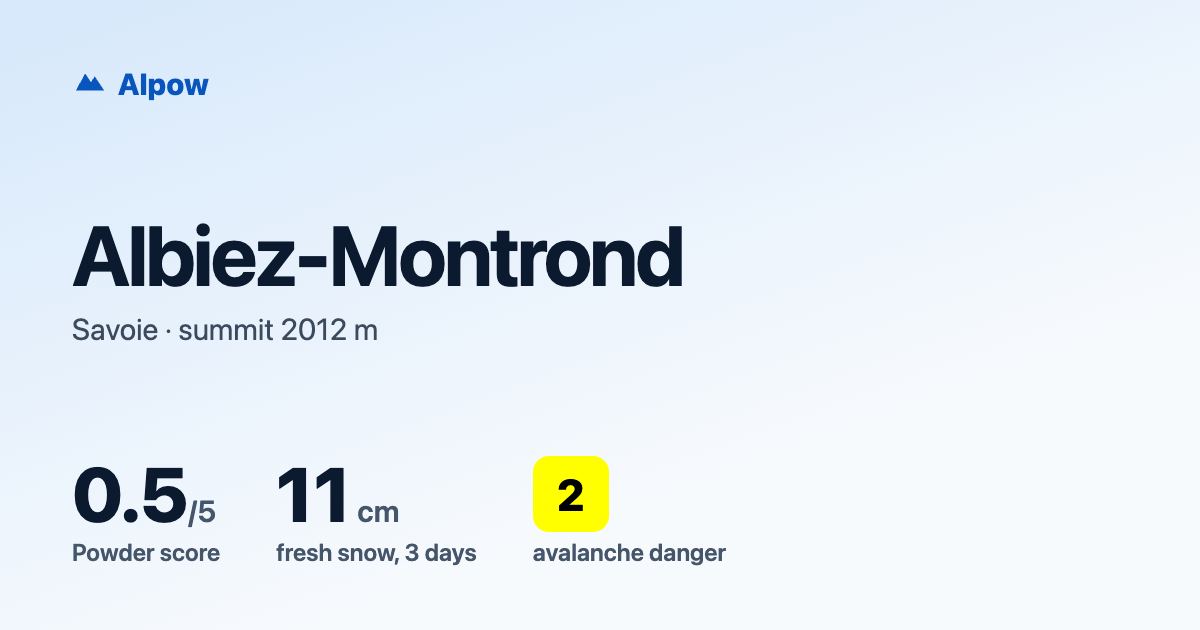 Alpow
Albiez-Montrond
Savoie · summit 2012 m
0.5/5
Powder score
11 cm
fresh snow, 3 days
2
avalanche danger